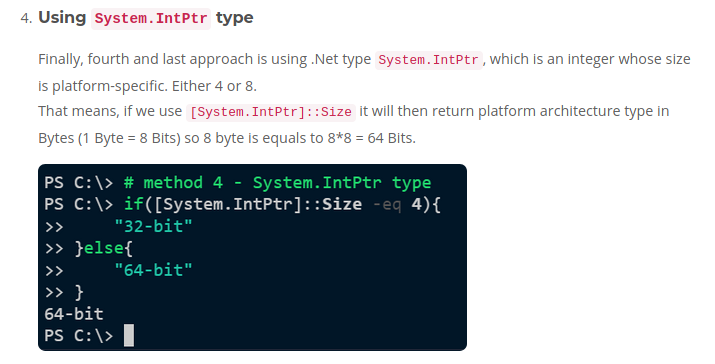 4. Using System.IntPtr type
Finally, fourth and last approach is using .Net type System.IntPtr, which is an integer whose size
is platform-specific. Either 4 or 8.
That means, if we use [System.IntPtr]::Size it will then return platform architecture type in
Bytes (1 Byte = 8 Bits) so 8 byte is equals to 8*8 = 64 Bits.
PS C:\> # method 4 - System.IntPtr type
PS C:\> if([System.IntPtr]::Size -eq 4){
>>     "32-bit"
>> }else{
>>     "64-bit"
>> }
64-bit
PS C:\>